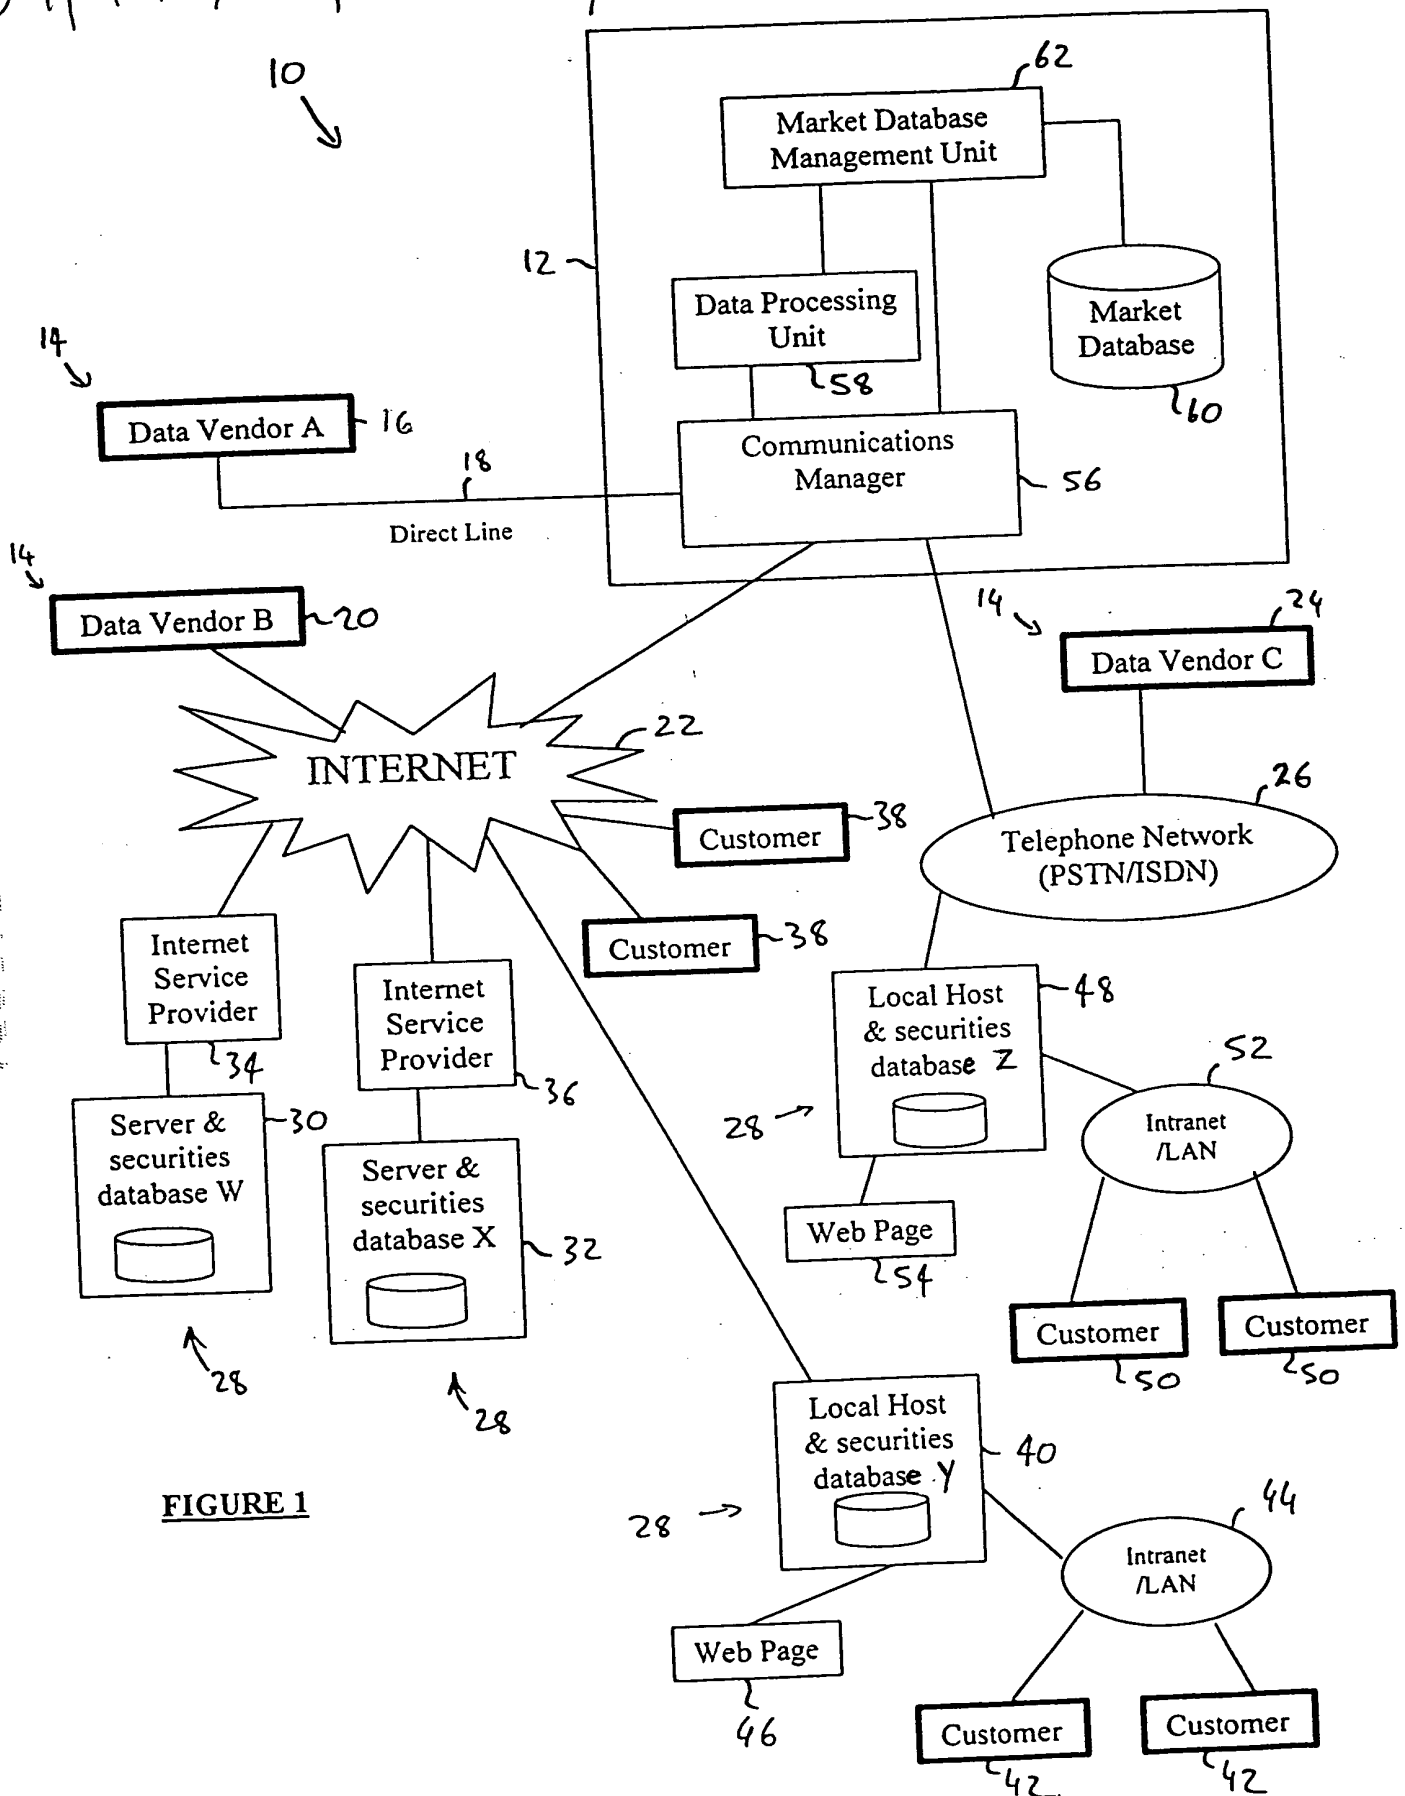 10
62
Market Database
Management Unit
12
Data Processing
Unit
58
Market
Database
60
14
Data Vendor A
16
18
Direct Line
Communications
Manager
56
14
Data Vendor B
20
14
24
Data Vendor C
INTERNET
22
26
Telephone Network
(PSTN/ISDN)
Customer
38
Customer
38
Internet
Service
Provider
34
Internet
Service
Provider
36
Local Host
& securities
database Z
48
28
52
Intranet
/LAN
Server &
securities
database W
30
28
Server &
securities
database X
32
28
Web Page
54
Customer
50
Customer
50
Local Host
& securities
database Y
40
28
44
Intranet
/LAN
FIGURE 1
Web Page
46
Customer
42
Customer
42